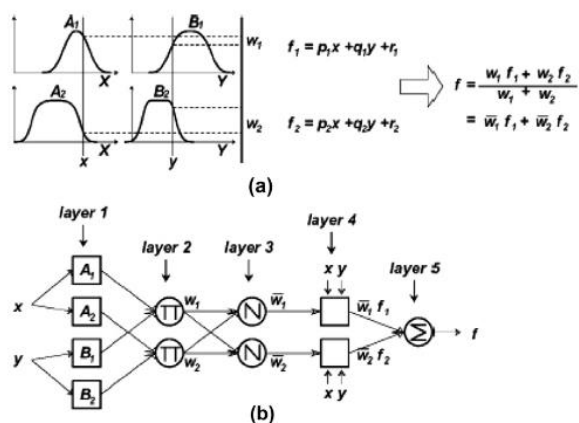 A₁ B₁
w₁ f₁ = p₁x + q₁y + r₁
X Y
A₂ B₂
f = w₁ f₁ + w₂ f₂ / w₁ + w₂
= w̅₁ f₁ + w̅₂ f₂
w₂ f₂ = p₂x + q₂y + r₂
x X y Y
(a)
layer 1 layer 2 layer 3 layer 4 layer 5
x y
A₁ w₁ w̅₁ w̅₁ f₁
x A₂ Π N Σ f
y B₁ Π w₂ N w̅₂ w̅₂ f₂
B₂ x y
(b)